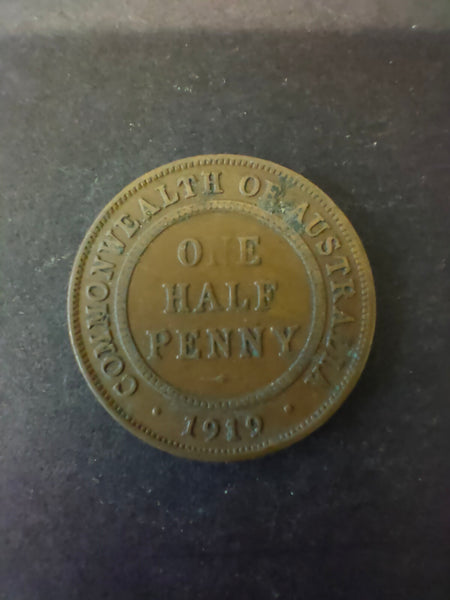 COMMONWEALTH OF AUSTRALIA
ONE
HALF
PENNY
· 1919 ·